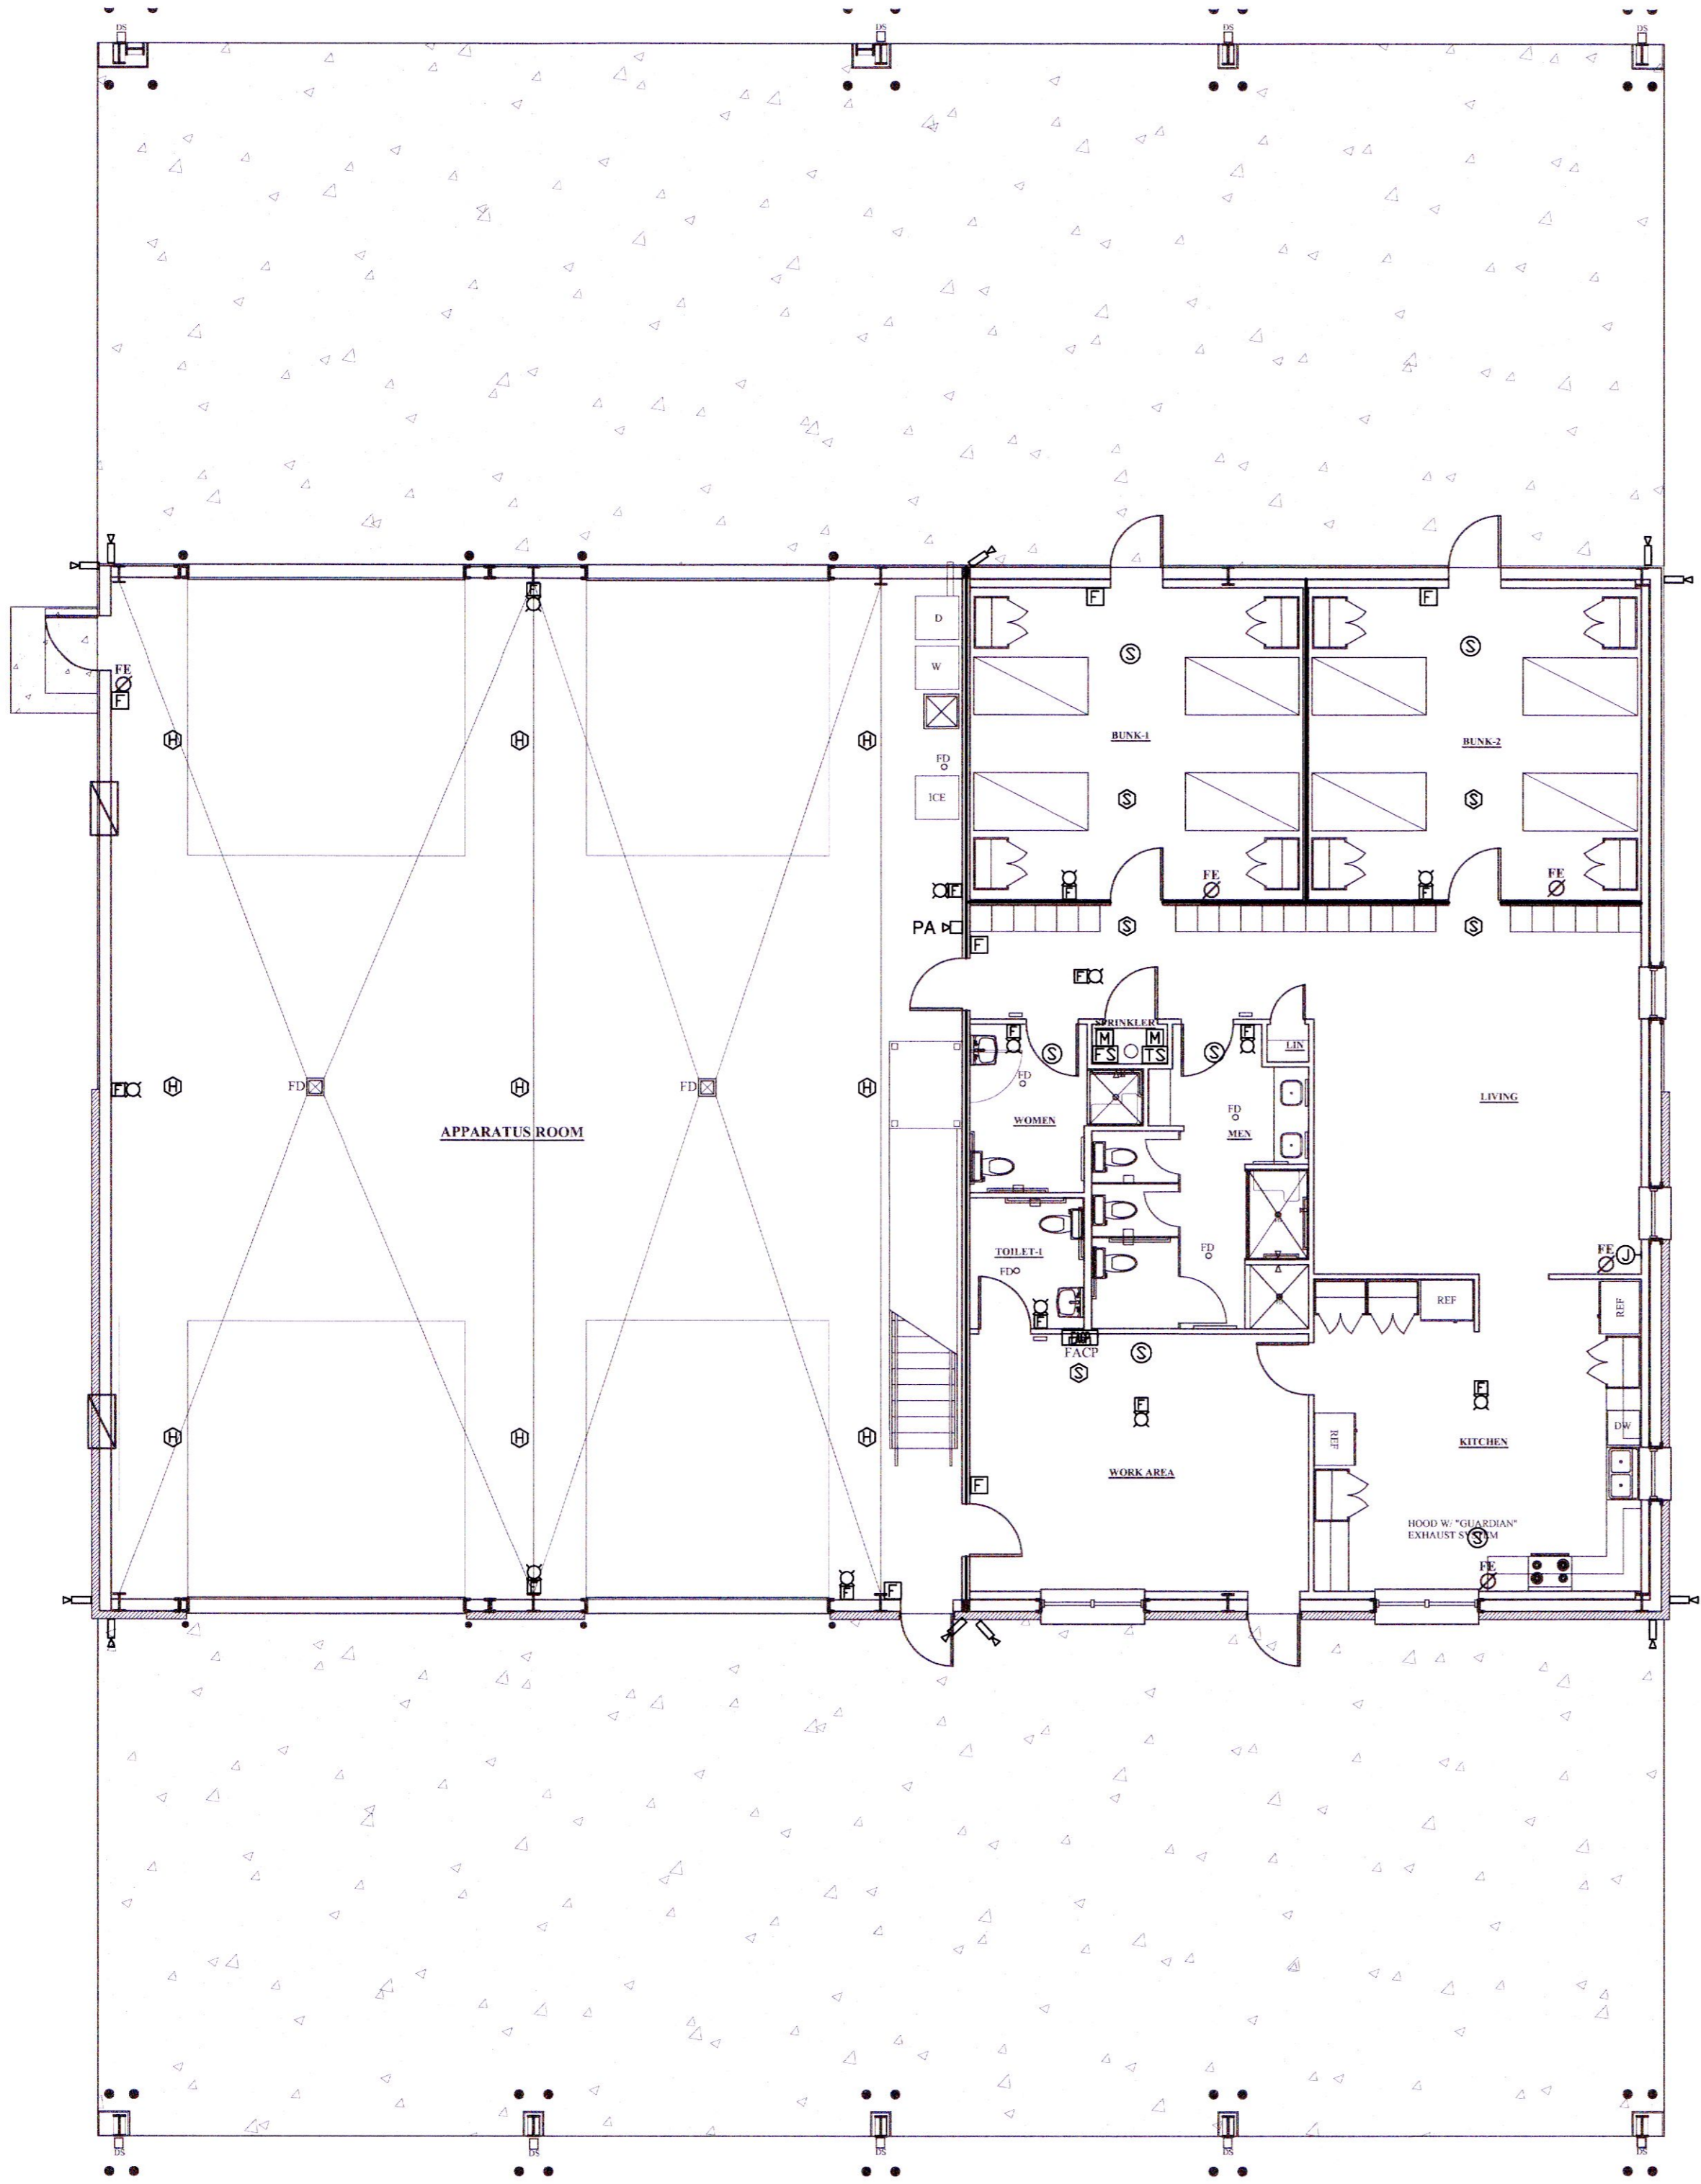 DS
DS
DS
DS
F
D
F
F
W
S
S
FE
F
H
H
H
BUNK-1
BUNK-2
FD
ICE
S
S
FE
FE
F
F
F
PA
S
S
F
F
SPRINKLER
F
F
M
M
S
FS
TS
S
LIN
FD
FD
F
H
FD
H
FD
H
LIVING
FD
WOMEN
MEN
APPARATUS ROOM
TOILET-1
FD
FD
FE
J
REF
REF
F
FACP
S
S
F
F
DW
H
H
H
REF
KITCHEN
WORK AREA
F
HOOD W/ "GUARDIAN"
EXHAUST SYSTEM
S
FE
F
F
F
DS
DS
DS
DS
DS